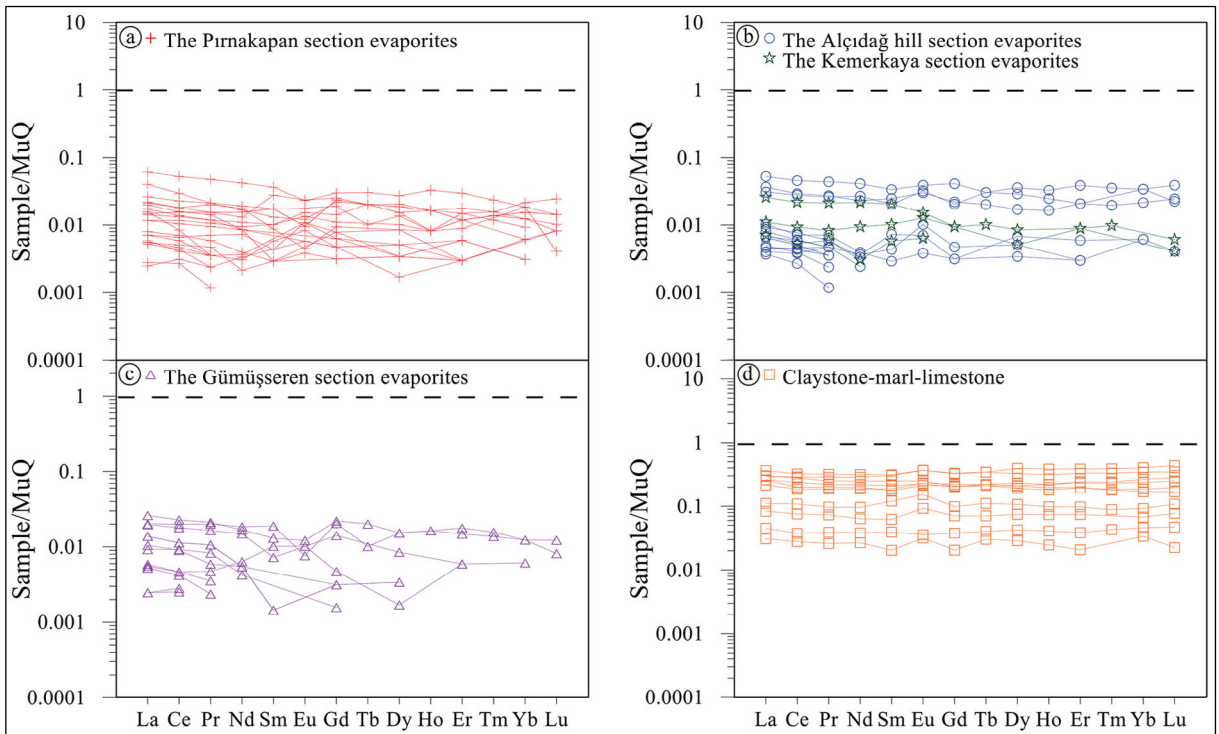 ⓐ The Pırnakapan section evaporites
10
1
0.1
0.01
0.001
0.0001
Sample/MuQ
ⓑ The Alçıdağ hill section evaporites
The Kemerkaya section evaporites
10
1
0.1
0.01
0.001
0.0001
Sample/MuQ
ⓒ The Gümüşseren section evaporites
1
0.1
0.01
0.001
0.0001
Sample/MuQ
La Ce Pr Nd Sm Eu Gd Tb Dy Ho Er Tm Yb Lu
ⓓ Claystone-marl-limestone
10
1
0.1
0.01
0.001
0.0001
Sample/MuQ
La Ce Pr Nd Sm Eu Gd Tb Dy Ho Er Tm Yb Lu